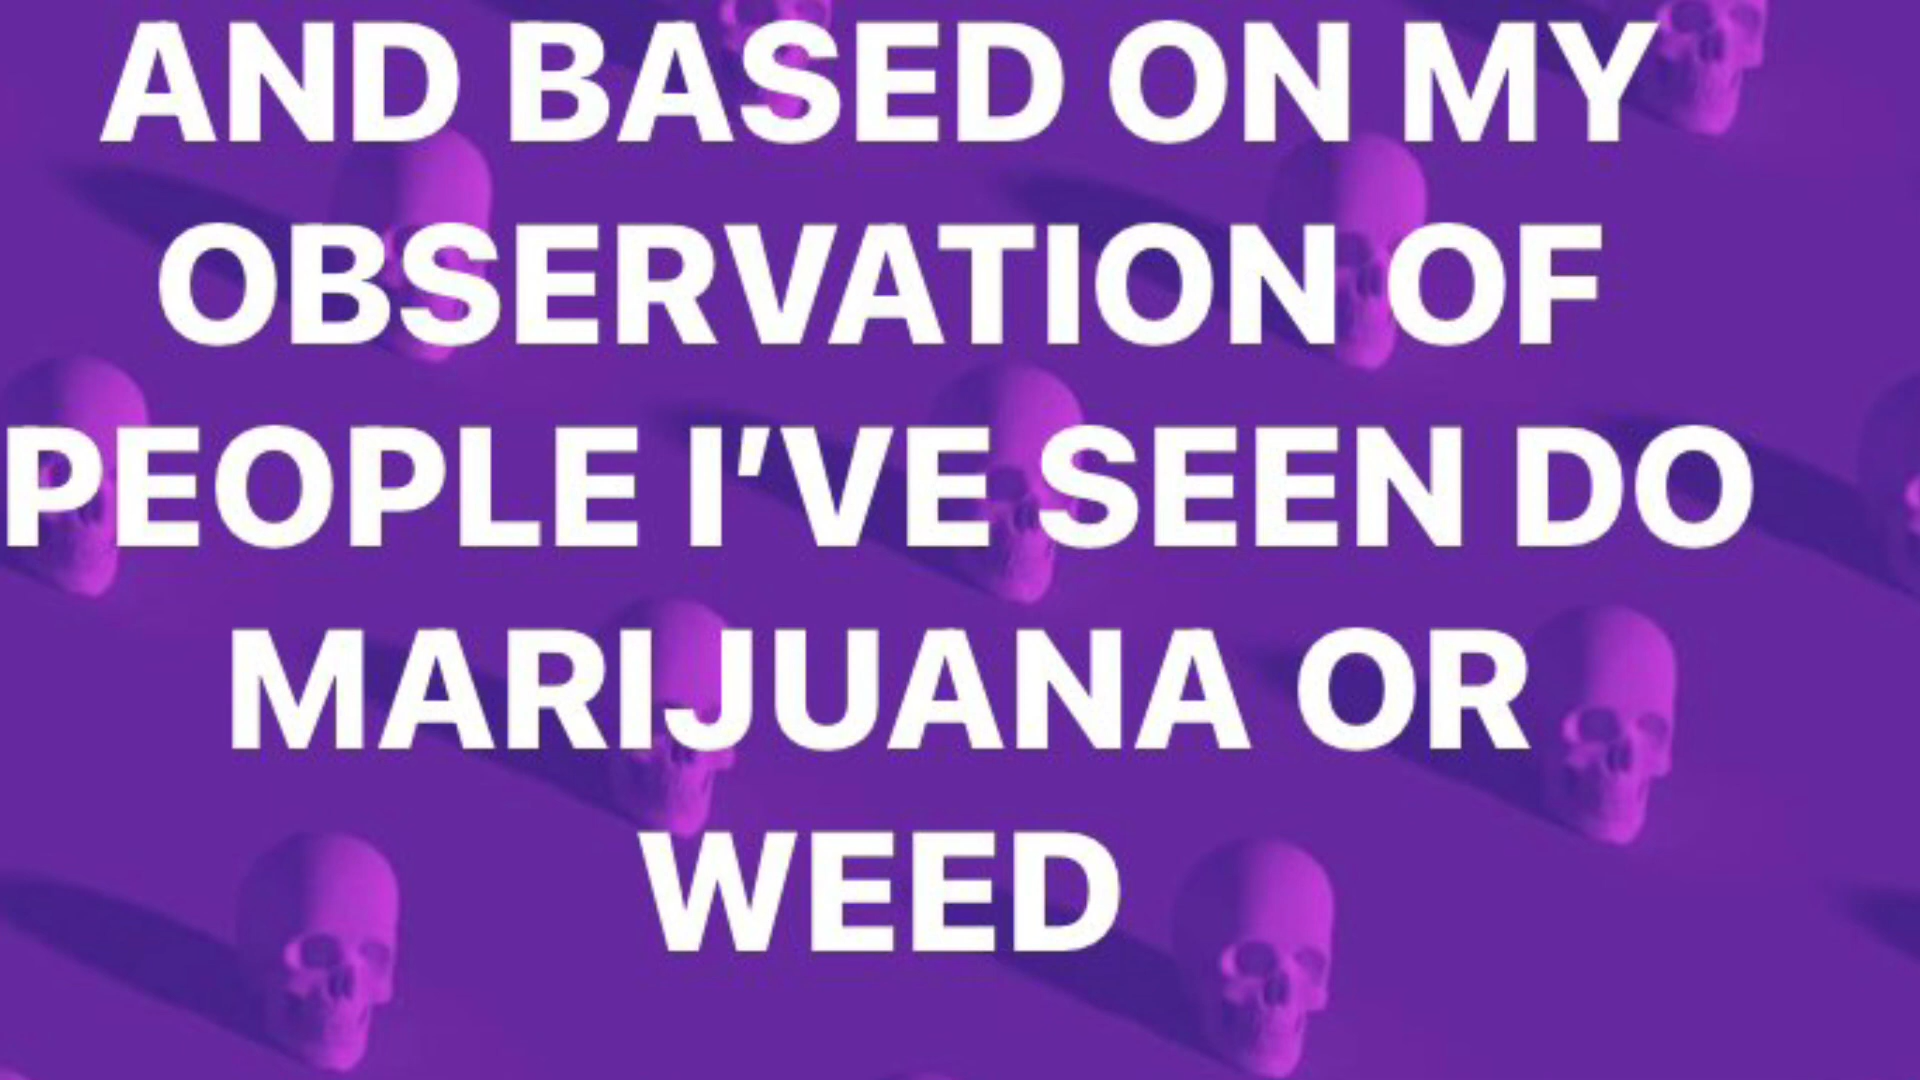 AND BASED ON MY
OBSERVATION OF
PEOPLE I'VE SEEN DO
MARIJUANA OR
WEED